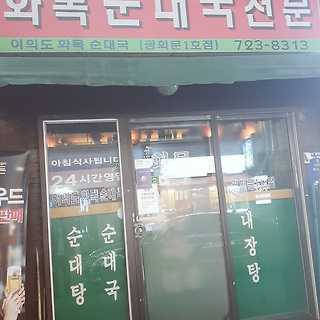 화목순대국전문
여의도 화목 순대국 (광화문1호점) 723-8313
아침식사됩니다
24시간영업
순대탕
순대국
내장탕